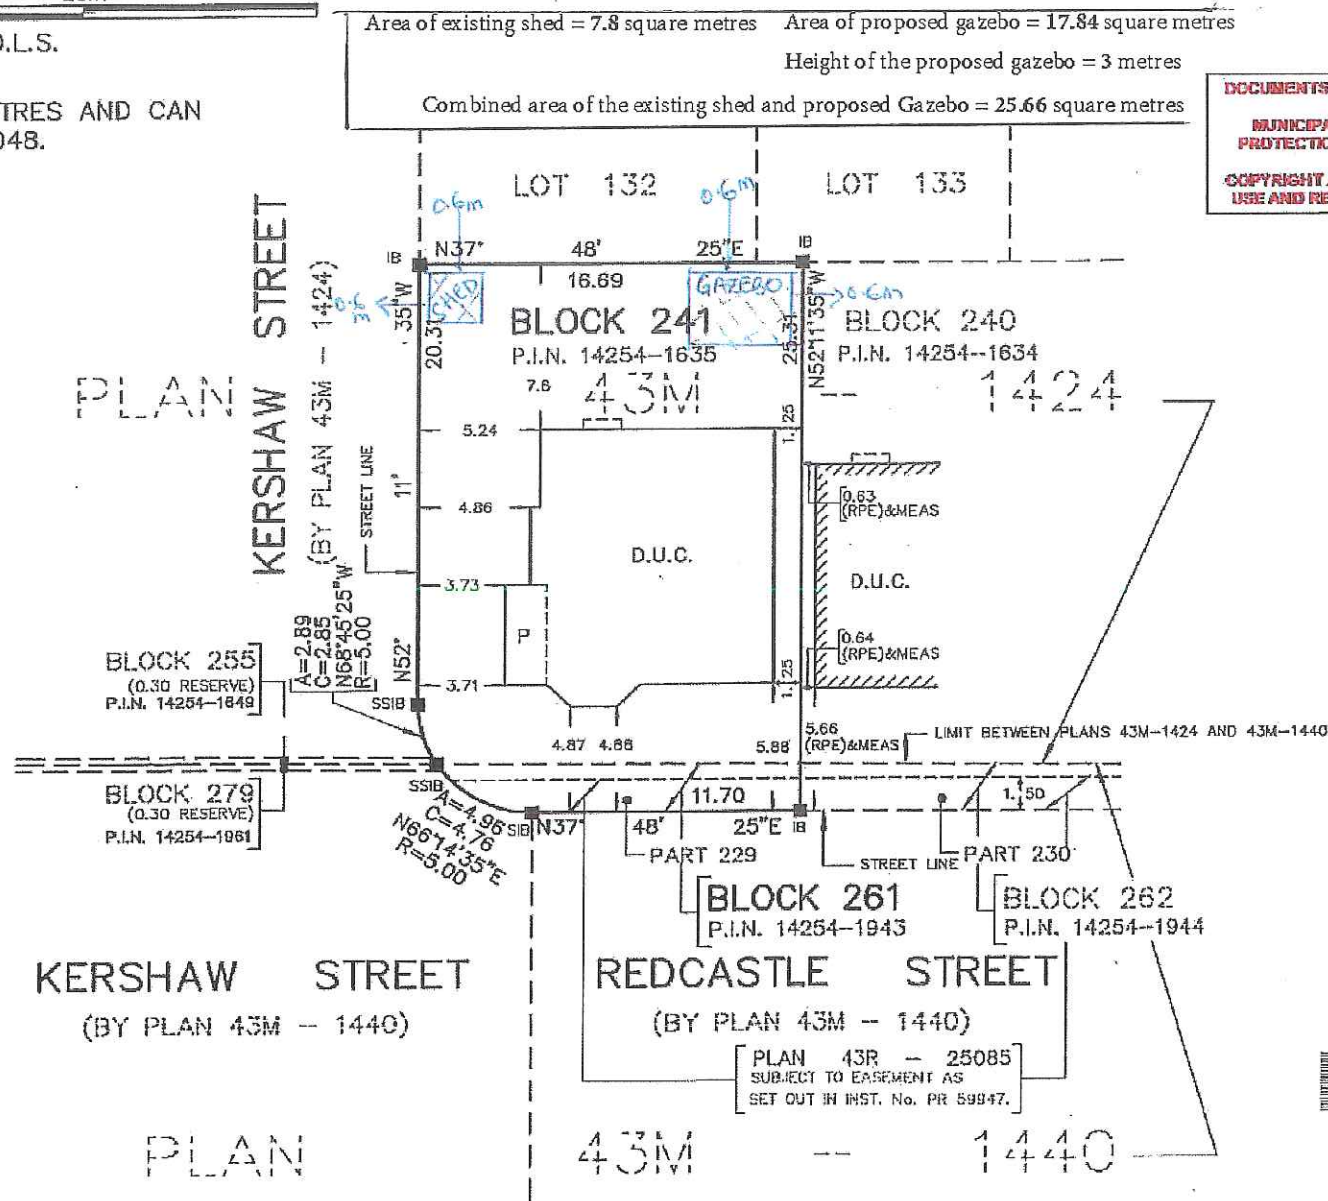 O.L.S.
TRES AND CAN
048.
Area of existing shed = 7.8 square metres Area of proposed gazebo = 17.84 square metres
Height of the proposed gazebo = 3 metres
Combined area of the existing shed and proposed Gazebo = 25.66 square metres
DOCUMENTS
MUNICIPA
PROTECTIO
COPYRIGHT
USE AND RE
LOT 132
LOT 133
0.6m
0.6m
IB
N37° 48' 25"E
IB
16.69
SHED
GAZEBO
0.6m
0.6m
KERSHAW STREET
(BY PLAN 43M - 1424)
STREET LINE
N52° 11' 35"W
20.31
25.31
N52°11'35"W
BLOCK 241
P.I.N. 14254-1635
BLOCK 240
P.I.N. 14254-1634
PLAN 43M -- 1424
7.6
5.24
1.25
4.86
0.63
(RPE)&MEAS
D.U.C.
D.U.C.
3.73
P
0.64
(RPE)&MEAS
3.71
1.25
A=2.89
C=2.85
N68°45'25"W
R=5.00
BLOCK 255
(0.30 RESERVE)
P.I.N. 14254-1649
SSIB
4.87 4.86
5.88
5.66
(RPE)&MEAS
LIMIT BETWEEN PLANS 43M-1424 AND 43M-1440
BLOCK 279
(0.30 RESERVE)
P.I.N. 14254-1961
SSIB
A=4.96
C=4.76
N66°14'35"E
R=5.00
11.70
1.50
SIB
N37° 48' 25"E
IB
PART 229
STREET LINE
PART 230
BLOCK 261
P.I.N. 14254-1943
BLOCK 262
P.I.N. 14254-1944
KERSHAW STREET
(BY PLAN 43M - 1440)
REDCASTLE STREET
(BY PLAN 43M - 1440)
PLAN 43R - 25085
SUBJECT TO EASEMENT AS
SET OUT IN INST. No. PR 59947.
PLAN 43M -- 1440